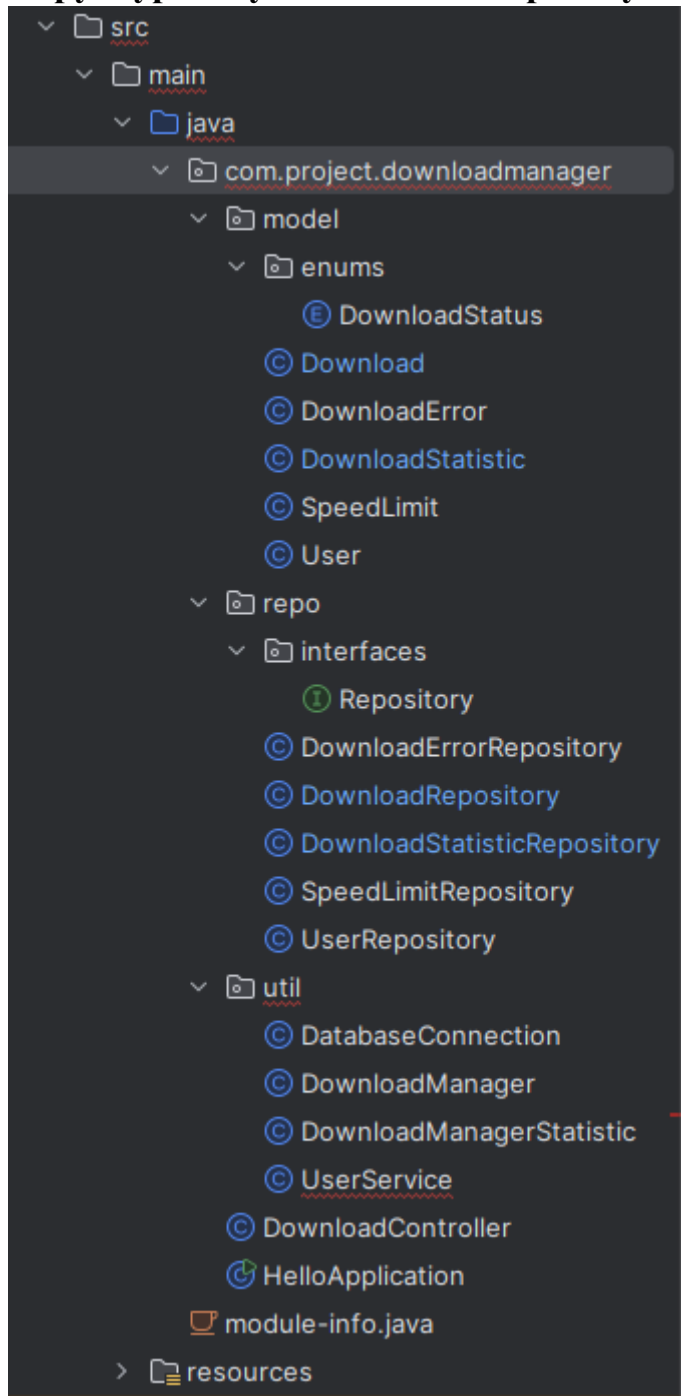 src
main
java
com.project.downloadmanager
model
enums
DownloadStatus
Download
DownloadError
DownloadStatistic
SpeedLimit
User
repo
interfaces
Repository
DownloadErrorRepository
DownloadRepository
DownloadStatisticRepository
SpeedLimitRepository
UserRepository
util
DatabaseConnection
DownloadManager
DownloadManagerStatistic
UserService
DownloadController
HelloApplication
module-info.java
resources